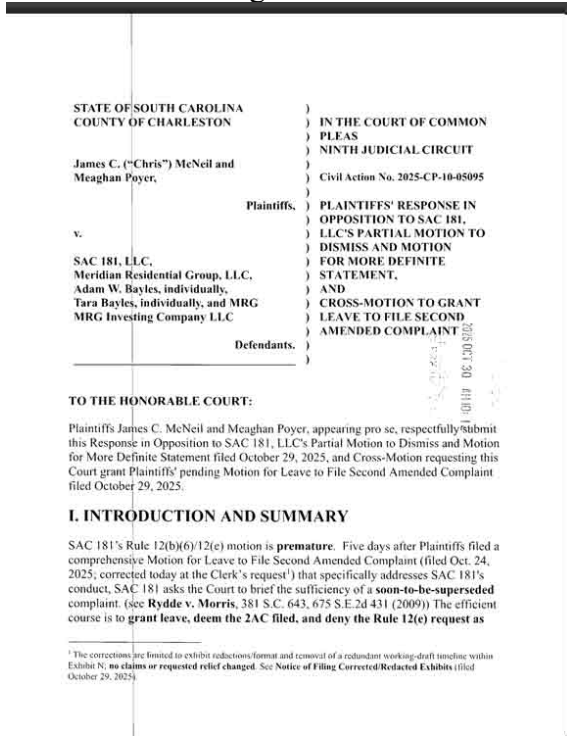 STATE OF SOUTH CAROLINA )
COUNTY OF CHARLESTON ) IN THE COURT OF COMMON
) PLEAS
) NINTH JUDICIAL CIRCUIT
James C. ("Chris") McNeil and )
Meaghan Poyer, ) Civil Action No. 2025-CP-10-05095
)
Plaintiffs, ) PLAINTIFFS' RESPONSE IN
) OPPOSITION TO SAC 181,
v. ) LLC'S PARTIAL MOTION TO
) DISMISS AND MOTION
SAC 181, LLC, ) FOR MORE DEFINITE
Meridian Residential Group, LLC, ) STATEMENT,
Adam W. Bayles, individually, ) AND
Tara Bayles, individually, and MRG ) CROSS-MOTION TO GRANT
MRG Investing Company LLC ) LEAVE TO FILE SECOND
) AMENDED COMPLAINT
Defendants. )
)
2025 OCT 30
TO THE HONORABLE COURT:
Plaintiffs James C. McNeil and Meaghan Poyer, appearing pro se, respectfully submit
this Response in Opposition to SAC 181, LLC's Partial Motion to Dismiss and Motion
for More Definite Statement filed October 29, 2025, and Cross-Motion requesting this
Court grant Plaintiffs' pending Motion for Leave to File Second Amended Complaint
filed October 29, 2025.
I. INTRODUCTION AND SUMMARY
SAC 181's Rule 12(b)(6)/12(e) motion is premature. Five days after Plaintiffs filed a
comprehensive Motion for Leave to File Second Amended Complaint (filed Oct. 24,
2025; corrected today at the Clerk's request¹) that specifically addresses SAC 181's
conduct, SAC 181 asks the Court to brief the sufficiency of a soon-to-be-superseded
complaint. (see Rydde v. Morris, 381 S.C. 643, 675 S.E.2d 431 (2009)) The efficient
course is to grant leave, deem the 2AC filed, and deny the Rule 12(e) request as
¹ The corrections are limited to exhibit redactions/format and removal of a redundant working-draft timeline within
Exhibit N; no claims or requested relief changed. See Notice of Filing Corrected/Redacted Exhibits (filed
October 29, 2025).